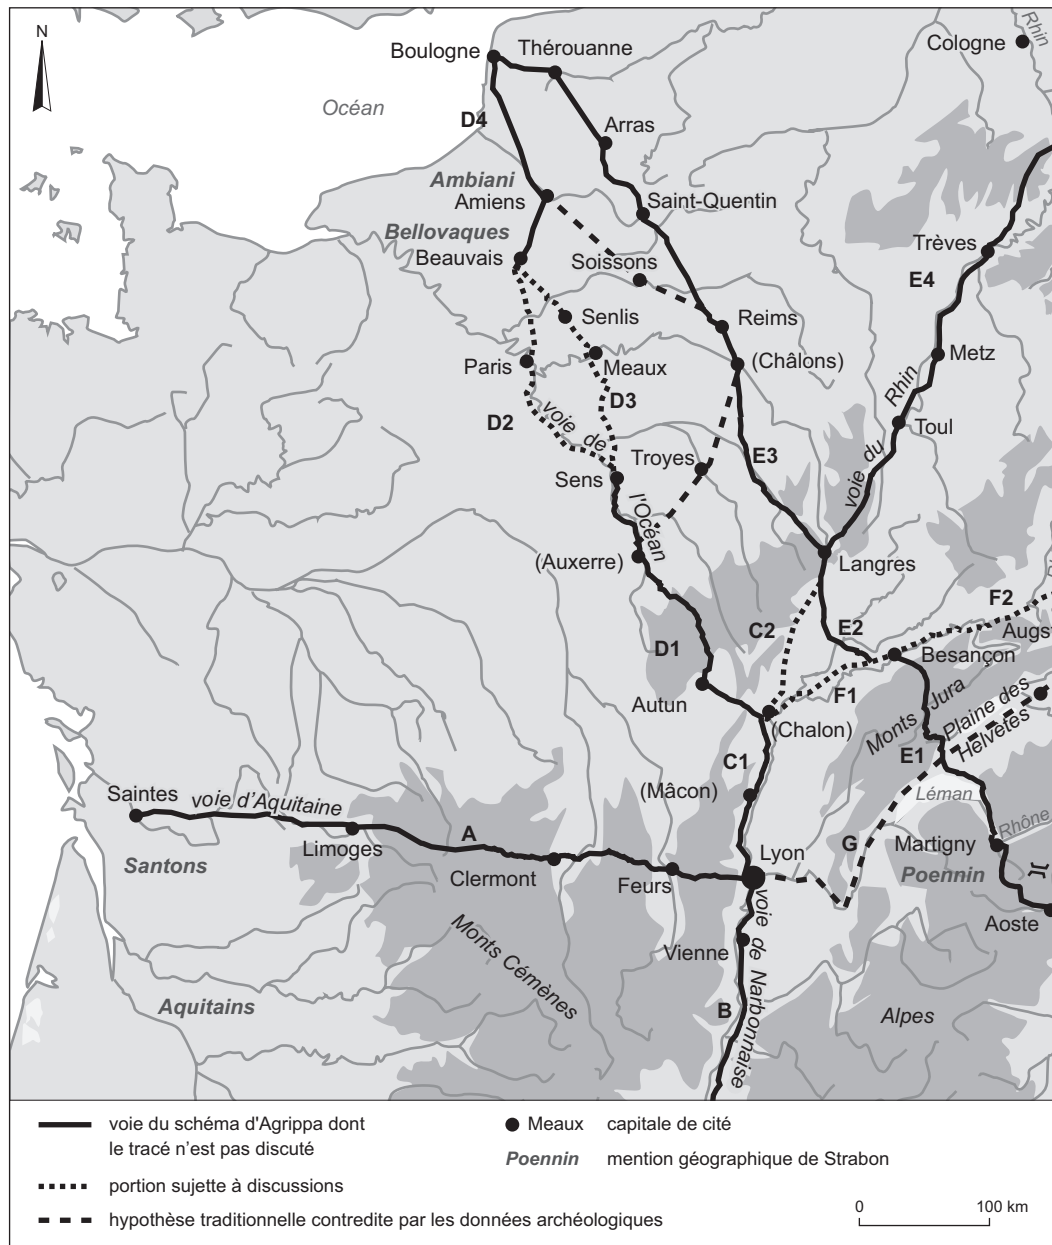 N
Boulogne
Thérouanne
Cologne
Rhin
Océan
D4
Arras
Ambiani
Amiens
Saint-Quentin
Bellovaques
Beauvais
Soissons
Trèves
E4
Senlis
Reims
Paris
Meaux
(Châlons)
Metz
Rhin
D3
D2
voie de
Toul
Troyes
E3
voie du
Sens
l'Océan
(Auxerre)
Langres
F2
C2
E2
Augst
D1
Besançon
Autun
F1
Monts Jura
Plaine des
Helvètes
(Chalon)
C1
E1
(Mâcon)
Léman
Saintes
voie d'Aquitaine
Rhône
A
Limoges
Lyon
G
Martigny
Santons
Clermont
Feurs
Poennin
Aoste
voie de Narbonnaise
Monts Cémènes
Vienne
Aquitains
B
Alpes
voie du schéma d'Agrippa dont
le tracé n'est pas discuté
Meaux capitale de cité
Poennin mention géographique de Strabon
portion sujette à discussions
hypothèse traditionnelle contredite par les données archéologiques
0 100 km